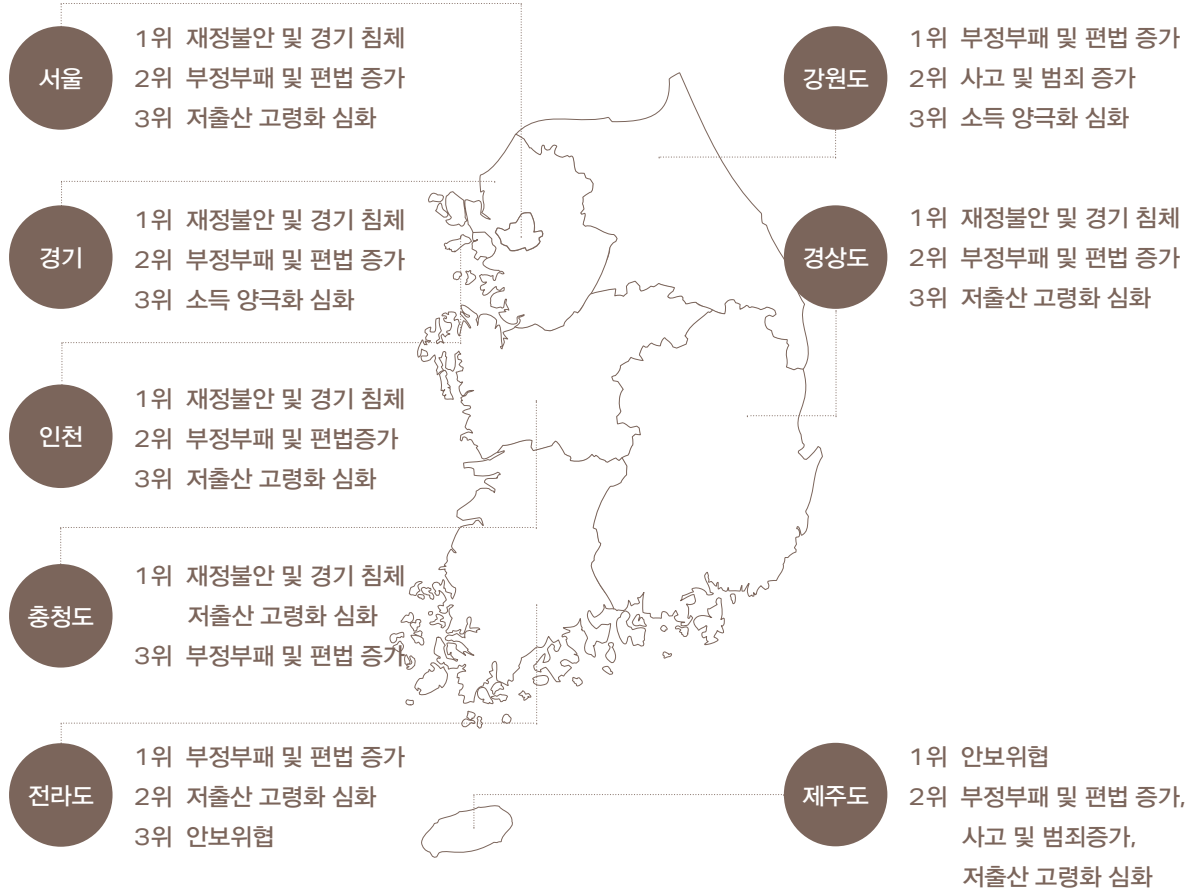 서울
1위 재정불안 및 경기 침체
2위 부정부패 및 편법 증가
3위 저출산 고령화 심화
강원도
1위 부정부패 및 편법 증가
2위 사고 및 범죄 증가
3위 소득 양극화 심화
경기
1위 재정불안 및 경기 침체
2위 부정부패 및 편법 증가
3위 소득 양극화 심화
경상도
1위 재정불안 및 경기 침체
2위 부정부패 및 편법 증가
3위 저출산 고령화 심화
인천
1위 재정불안 및 경기 침체
2위 부정부패 및 편법증가
3위 저출산 고령화 심화
충청도
1위 재정불안 및 경기 침체
저출산 고령화 심화
3위 부정부패 및 편법 증가
전라도
1위 부정부패 및 편법 증가
2위 저출산 고령화 심화
3위 안보위협
제주도
1위 안보위협
2위 부정부패 및 편법 증가,
사고 및 범죄증가,
저출산 고령화 심화